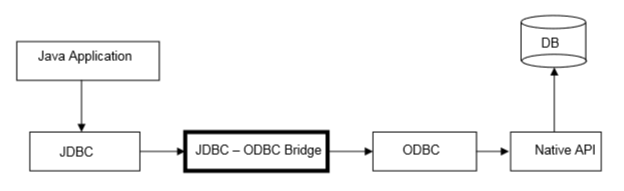 Java Application
DB
JDBC
JDBC – ODBC Bridge
ODBC
Native API